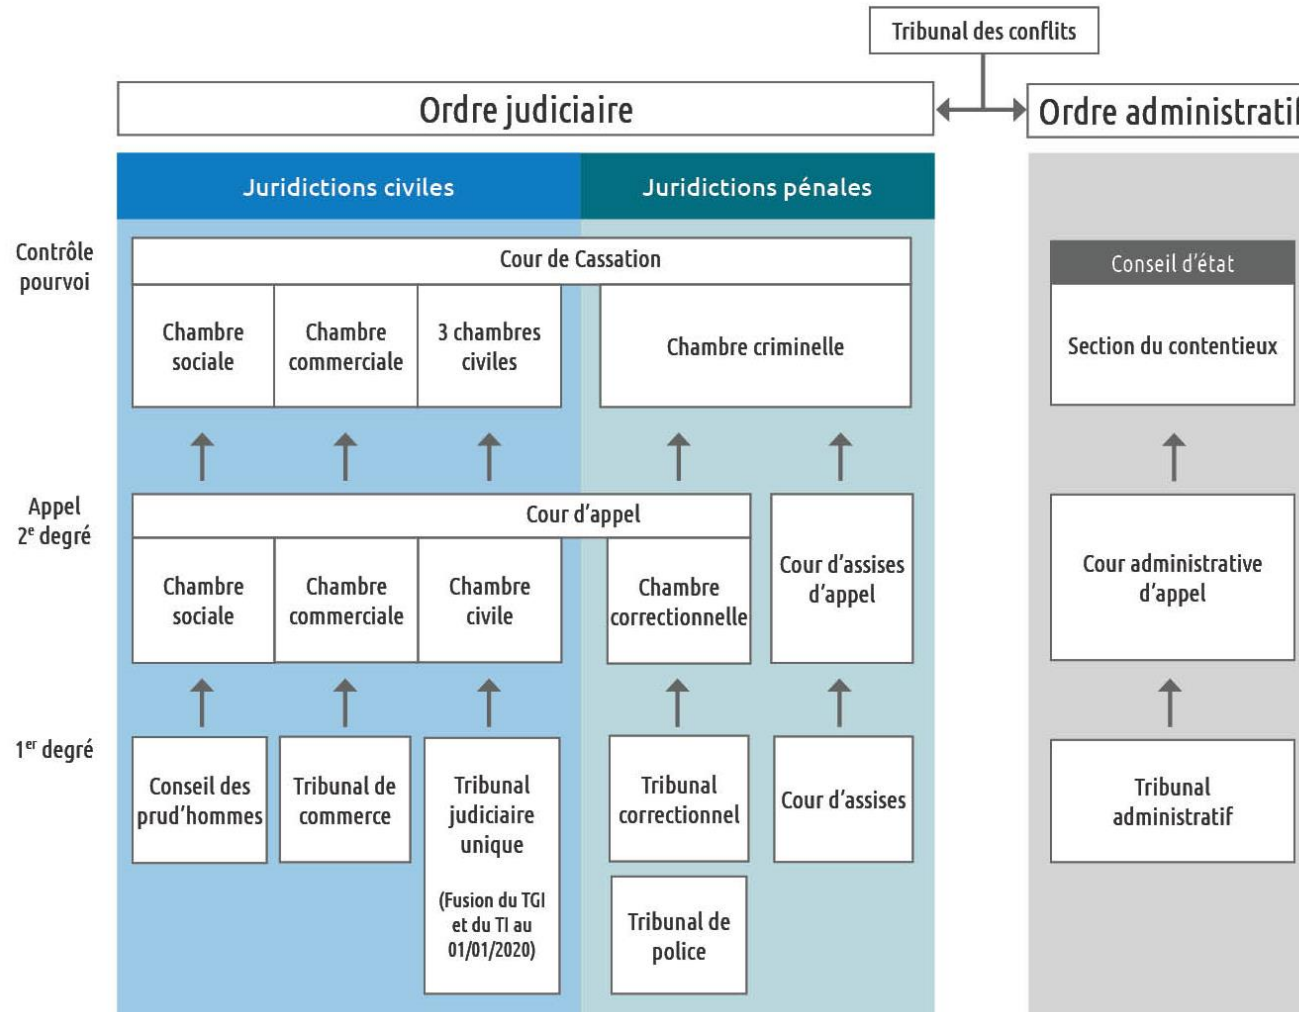 Tribunal des conflits
Ordre judiciaire
Ordre administratif
Juridictions civiles
Juridictions pénales
Contrôle
pourvoi
Cour de Cassation
Conseil d'état
Chambre
sociale
Chambre
commerciale
3 chambres
civiles
Chambre criminelle
Section du contentieux
Appel
2e degré
Cour d'appel
Chambre
sociale
Chambre
commerciale
Chambre
civile
Chambre
correctionnelle
Cour d'assises
d'appel
Cour administrative
d'appel
1er degré
Conseil des
prud'hommes
Tribunal de
commerce
Tribunal
judiciaire
unique
(Fusion du TGI
et du TI au
01/01/2020)
Tribunal
correctionnel
Cour d'assises
Tribunal
administratif
Tribunal de
police